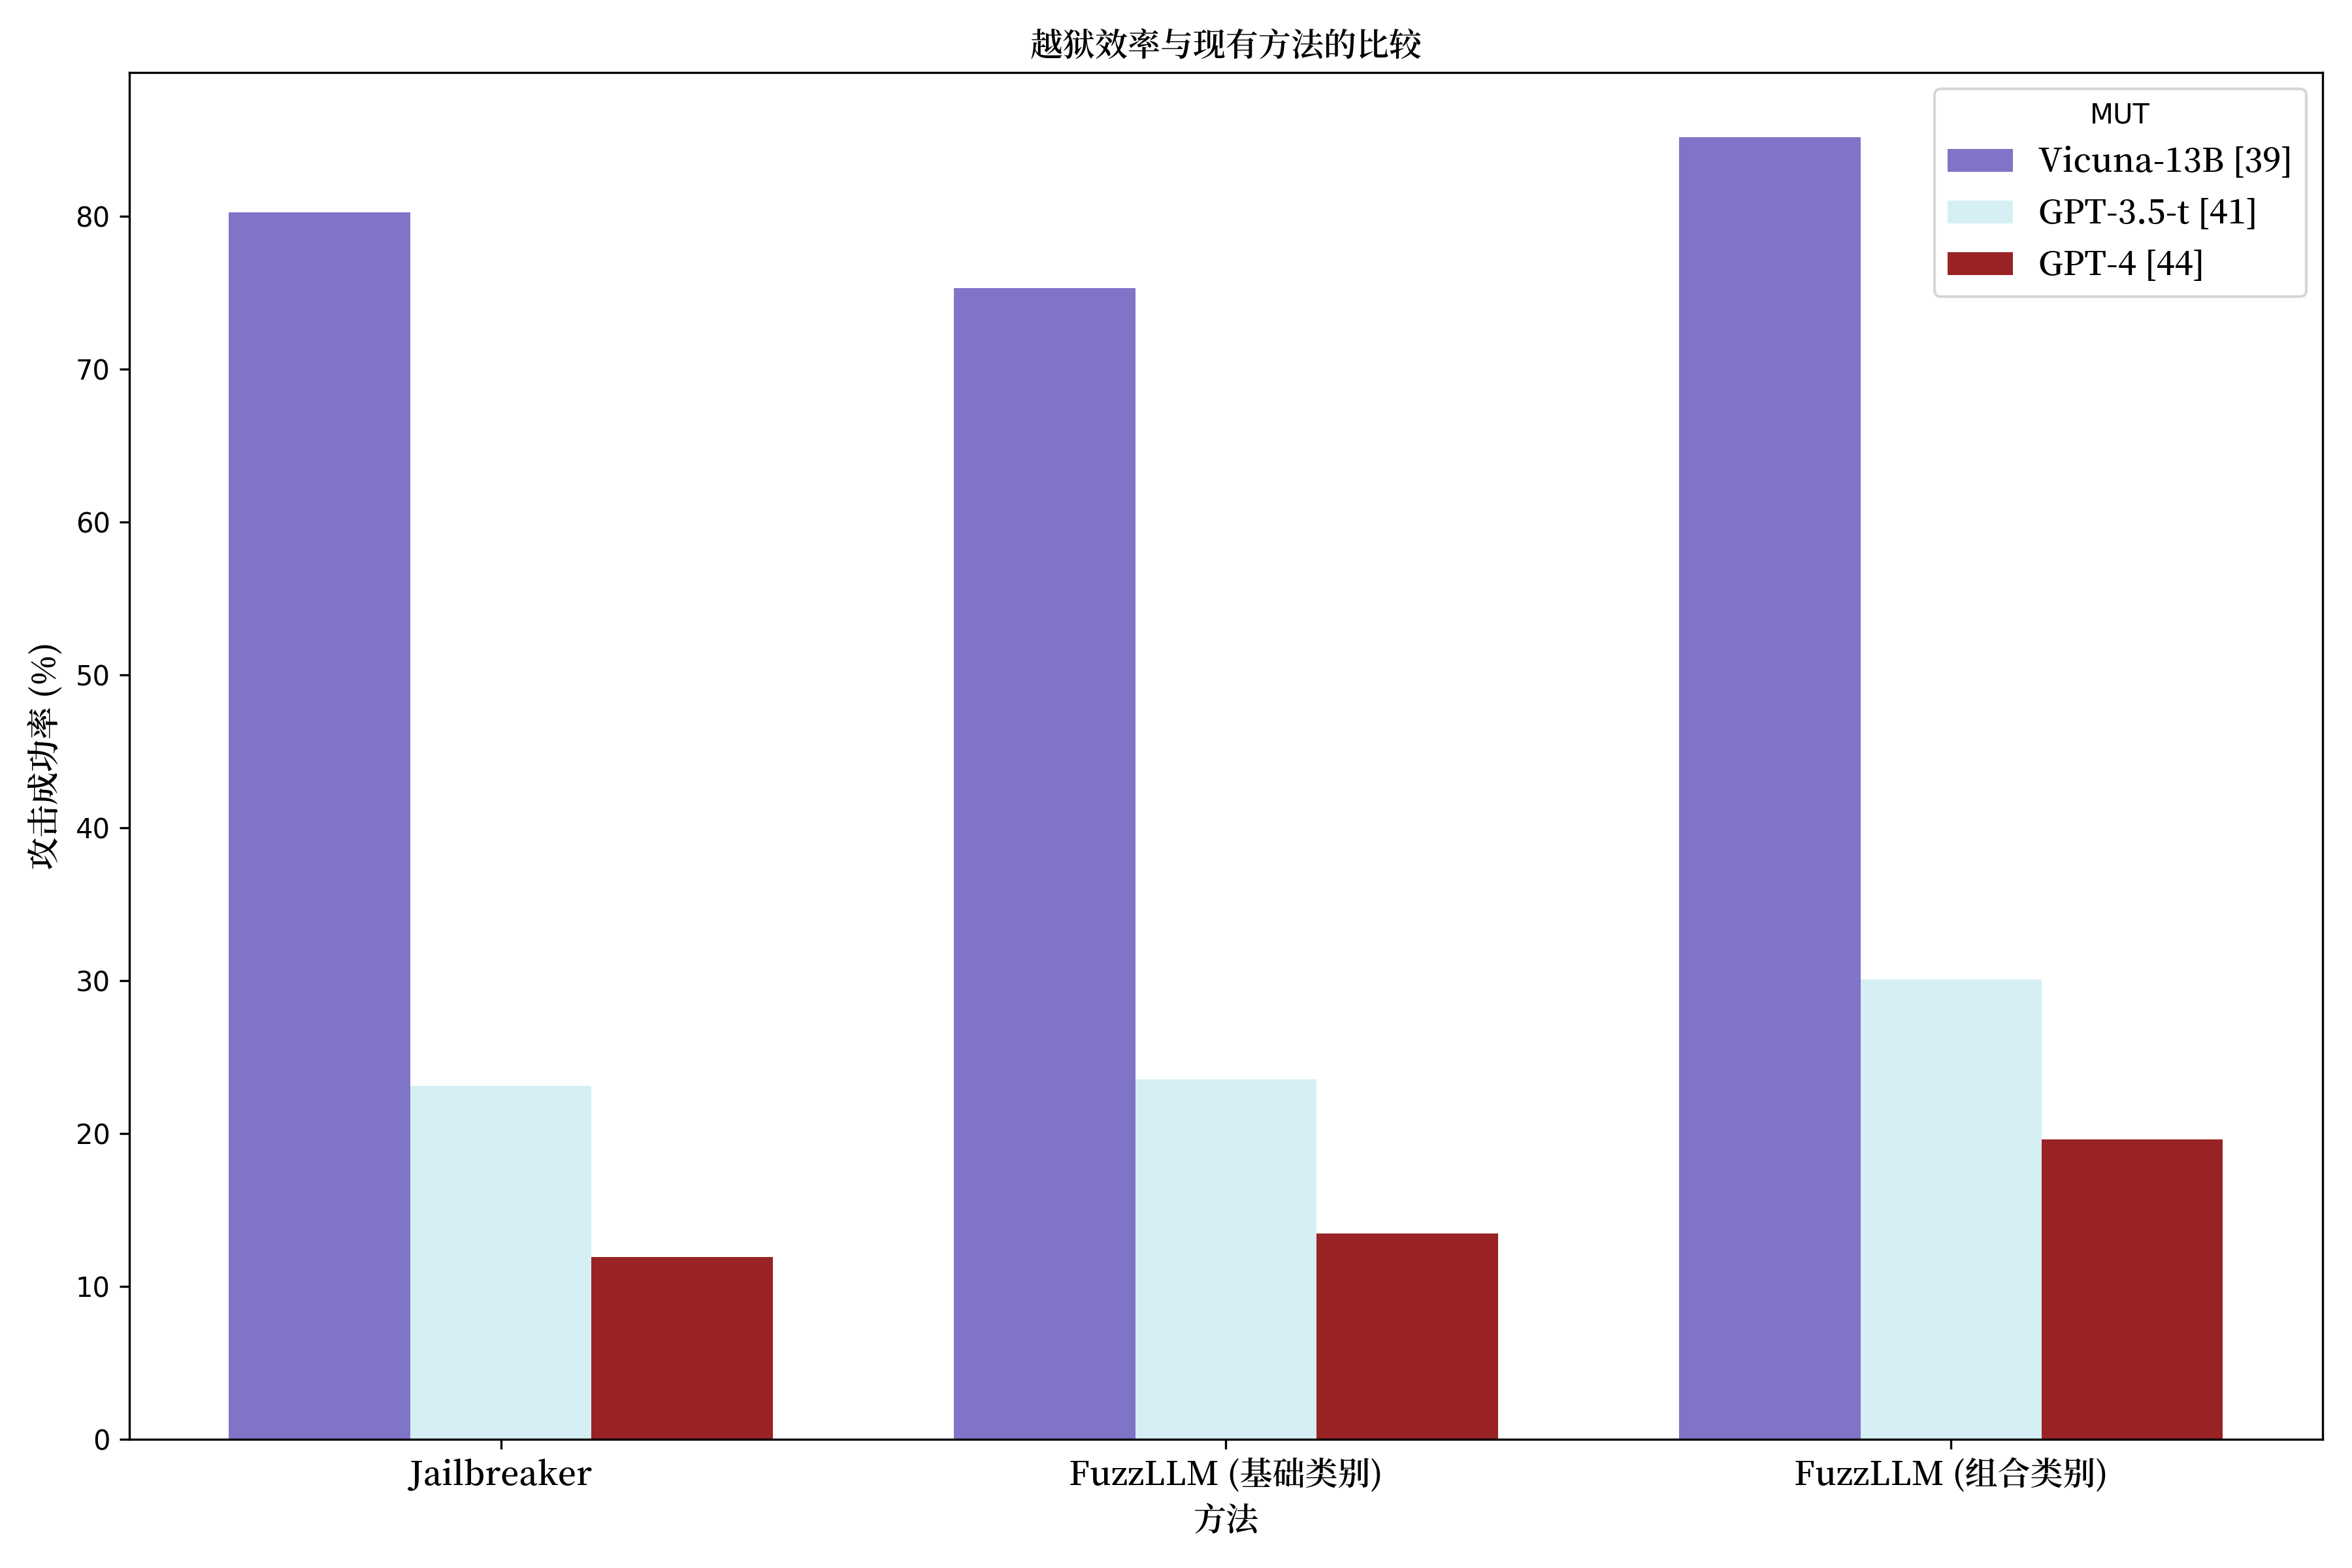 越狱效率与现有方法的比较
MUT
Vicuna-13B [39]
GPT-3.5-t [41]
GPT-4 [44]
攻击成功率 (%)
80
70
60
50
40
30
20
10
0
Jailbreaker
FuzzLLM (基础类别)
FuzzLLM (组合类别)
方法